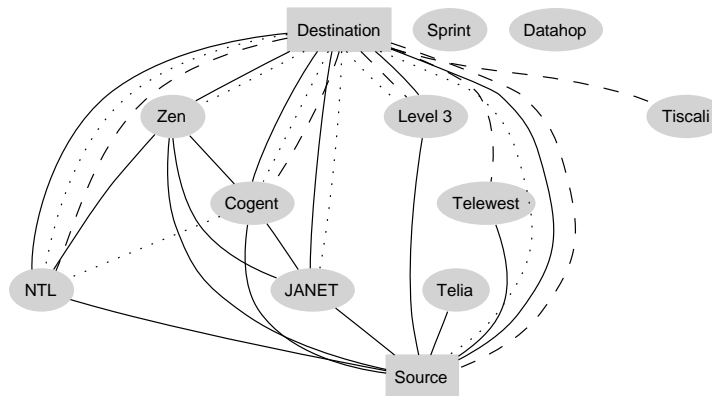 Destination
Sprint
Datahop
Zen
Level 3
Tiscali
Cogent
Telewest
NTL
JANET
Telia
Source